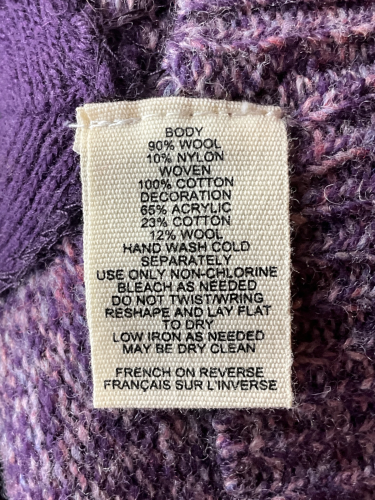 BODY
90% WOOL
10% NYLON
WOVEN
100% COTTON
DECORATION
65% ACRYLIC
23% COTTON
12% WOOL
HAND WASH COLD
SEPARATELY
USE ONLY NON-CHLORINE
BLEACH AS NEEDED
DO NOT TWIST/WRING
RESHAPE AND LAY FLAT
TO DRY
LOW IRON AS NEEDED
MAY BE DRY CLEAN
FRENCH ON REVERSE
FRANÇAIS SUR L'INVERSE